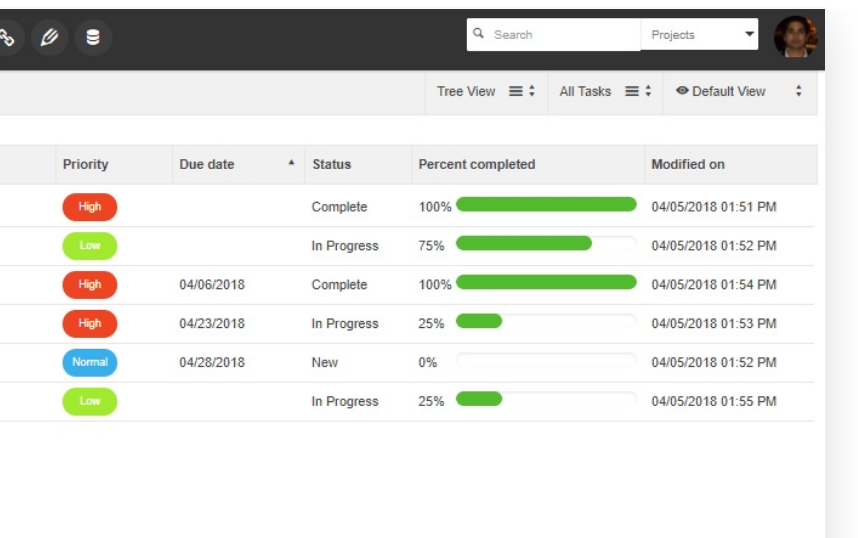 Search Projects
Tree View All Tasks Default View
Priority Due date Status Percent completed Modified on
High Complete 100% 04/05/2018 01:51 PM
Low In Progress 75% 04/05/2018 01:52 PM
High 04/06/2018 Complete 100% 04/05/2018 01:54 PM
High 04/23/2018 In Progress 25% 04/05/2018 01:53 PM
Normal 04/28/2018 New 0% 04/05/2018 01:52 PM
Low In Progress 25% 04/05/2018 01:55 PM